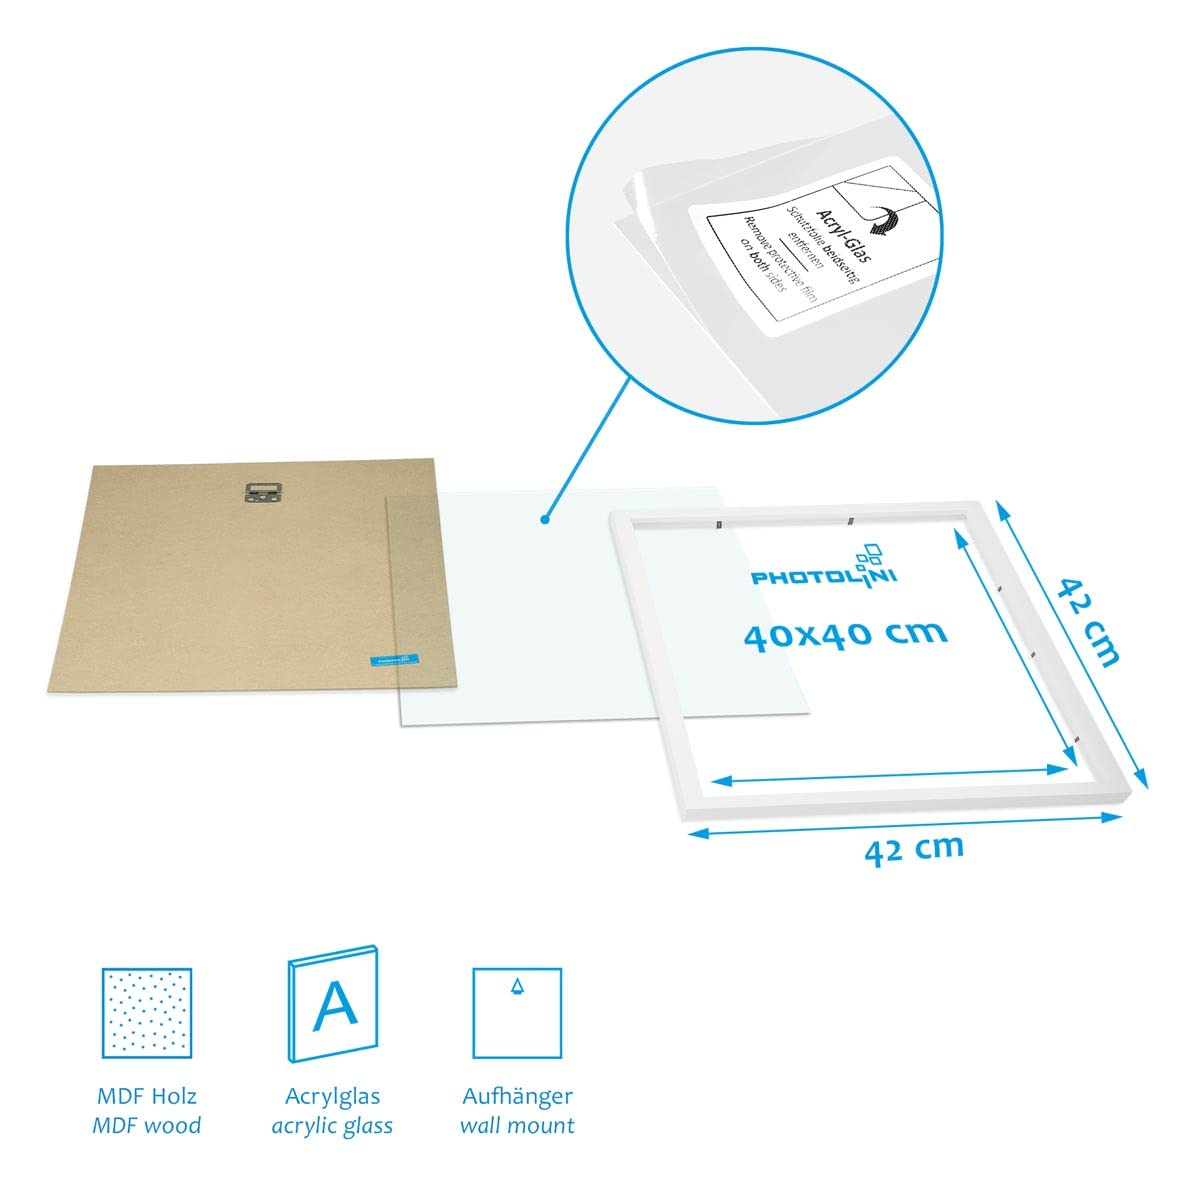 Acryl-Glas
Schutzfolie beidseitig
entfernen
Remove protective film
on both sides
PHOTOLINI
PHOTOLINI
40x40 cm
42 cm
42 cm
A
MDF Holz
MDF wood
Acrylglas
acrylic glass
Aufhänger
wall mount